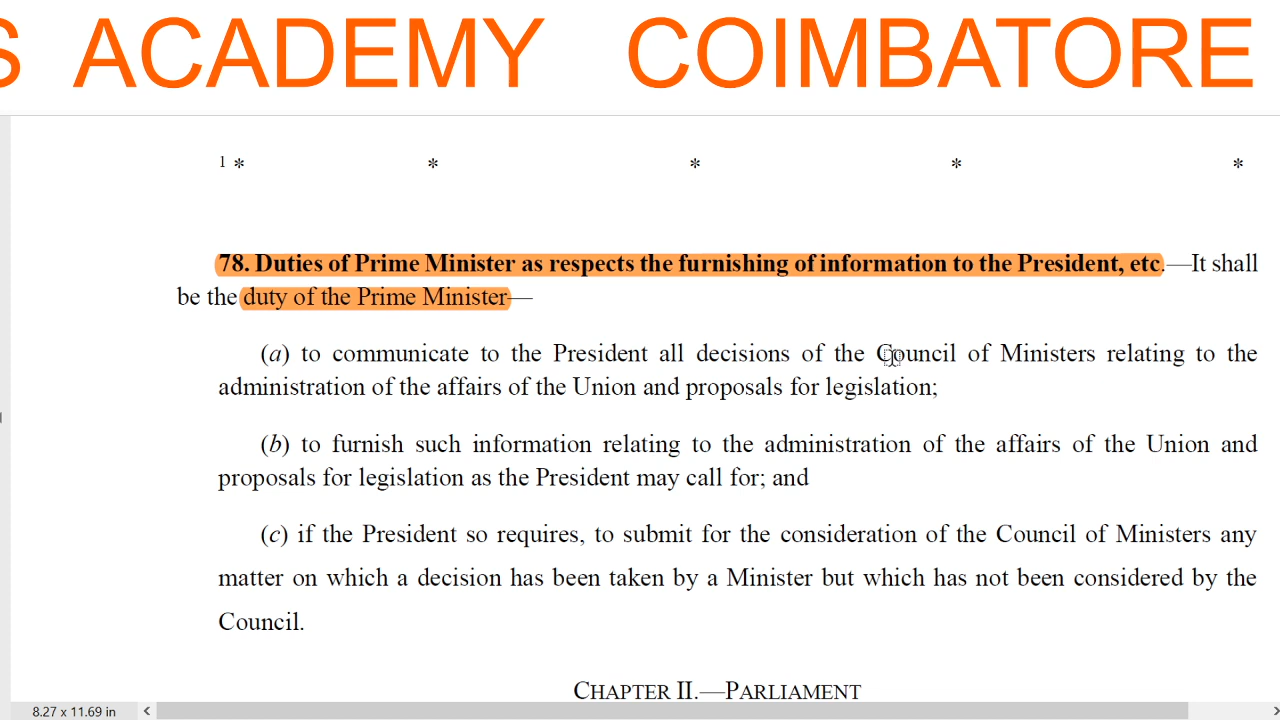 S ACADEMY COIMBATORE
1 * * * * *
78. Duties of Prime Minister as respects the furnishing of information to the President, etc.—It shall
be the duty of the Prime Minister—
(a) to communicate to the President all decisions of the Council of Ministers relating to the
administration of the affairs of the Union and proposals for legislation;
(b) to furnish such information relating to the administration of the affairs of the Union and
proposals for legislation as the President may call for; and
(c) if the President so requires, to submit for the consideration of the Council of Ministers any
matter on which a decision has been taken by a Minister but which has not been considered by the
Council.
CHAPTER II.—PARLIAMENT
8.27 x 11.69 in